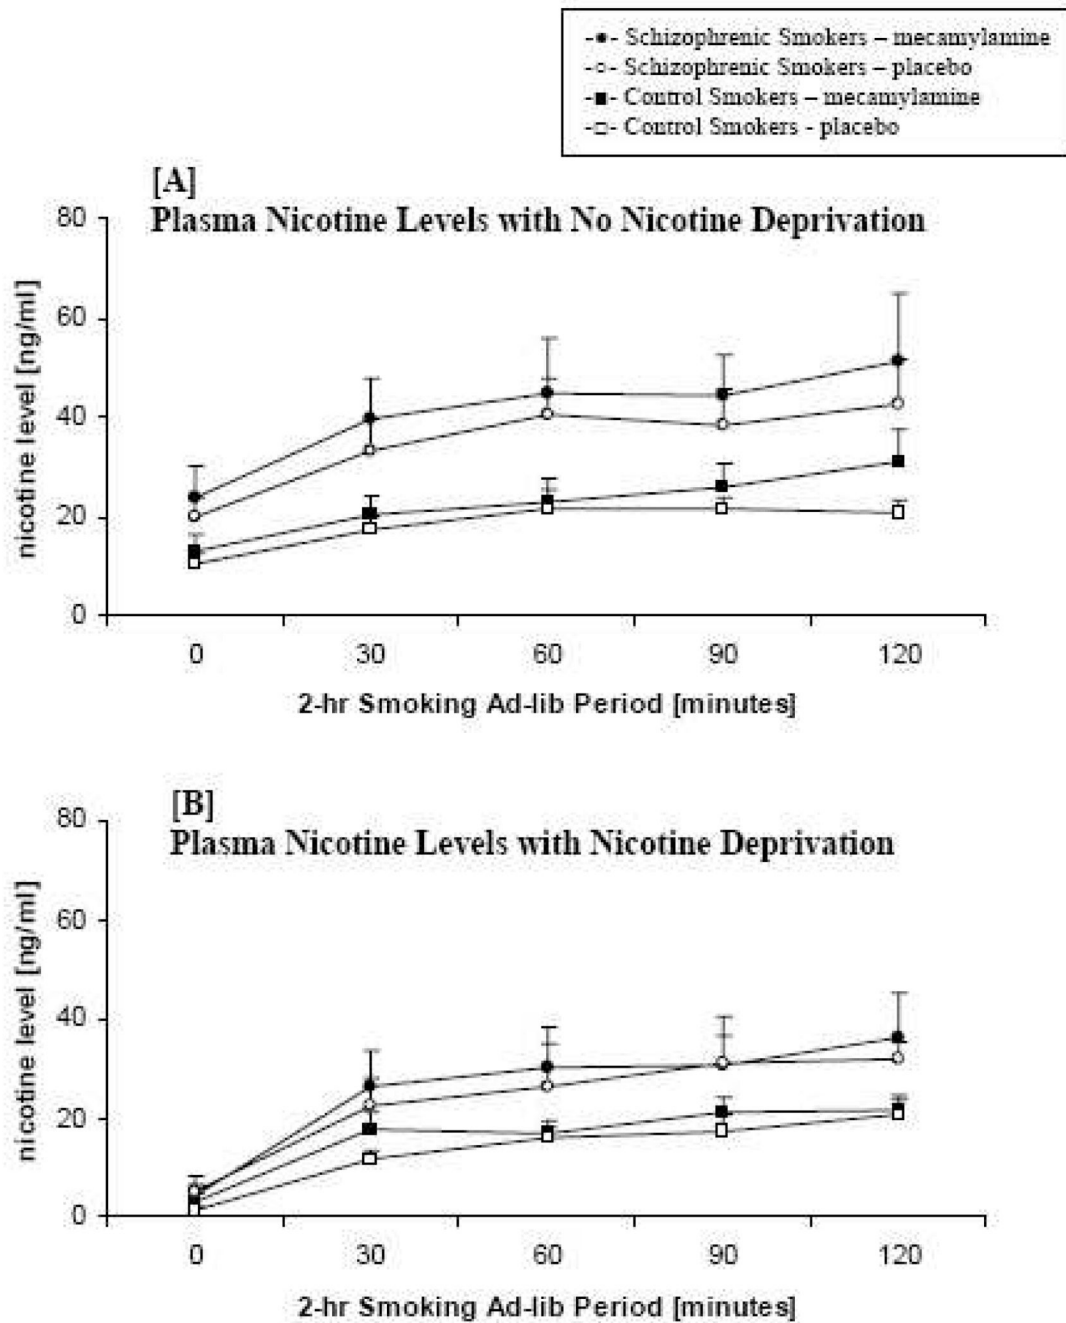 -●- Schizophrenic Smokers – mecamylamine
-○- Schizophrenic Smokers – placebo
-■- Control Smokers – mecamylamine
-□- Control Smokers - placebo
[A]
Plasma Nicotine Levels with No Nicotine Deprivation
80
60
40
20
0
nicotine level [ng/ml]
0 30 60 90 120
2-hr Smoking Ad-lib Period [minutes]
[B]
Plasma Nicotine Levels with Nicotine Deprivation
80
60
40
20
0
nicotine level [ng/ml]
0 30 60 90 120
2-hr Smoking Ad-lib Period [minutes]